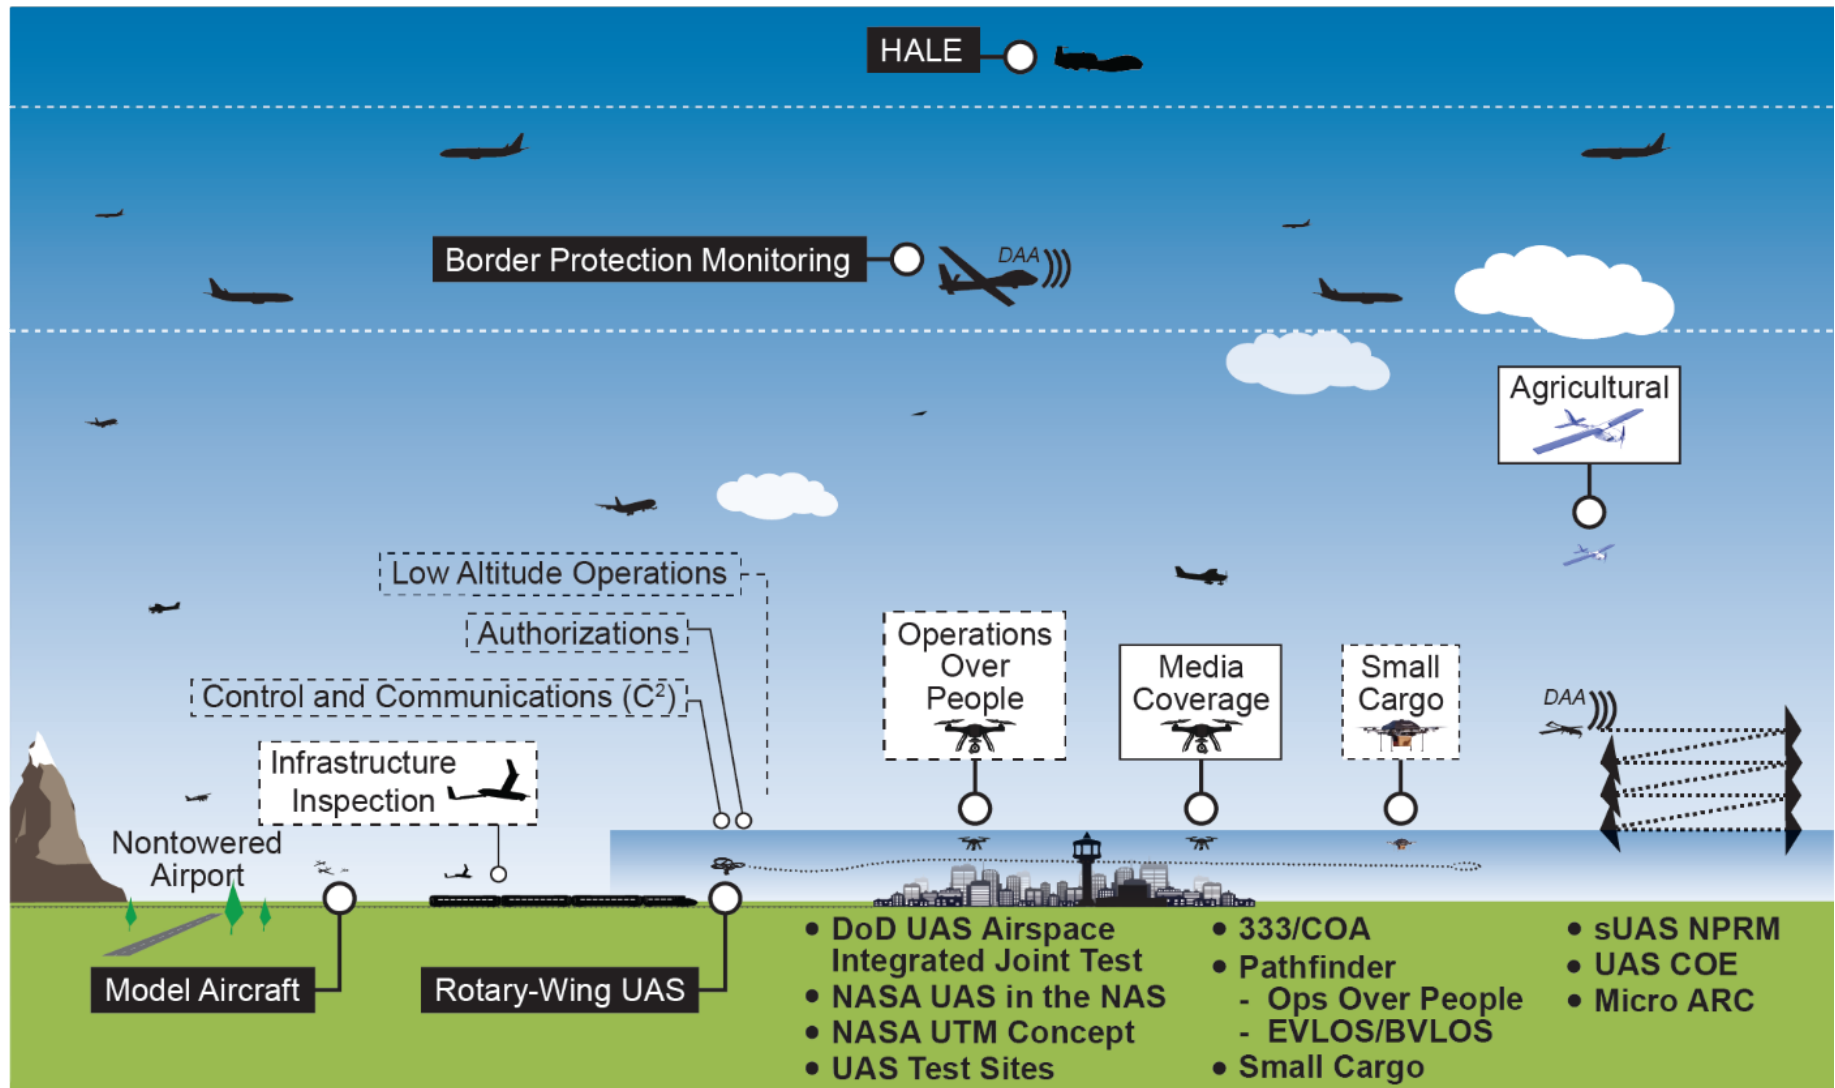 HALE
Border Protection Monitoring
DAA
Agricultural
Low Altitude Operations
Authorizations
Control and Communications (C²)
Operations
Over
People
Media
Coverage
Small
Cargo
DAA
Infrastructure
Inspection
Nontowered
Airport
Model Aircraft
Rotary-Wing UAS
• DoD UAS Airspace
Integrated Joint Test
• NASA UAS in the NAS
• NASA UTM Concept
• UAS Test Sites
• 333/COA
• Pathfinder
- Ops Over People
- EVLOS/BVLOS
• Small Cargo
• sUAS NPRM
• UAS COE
• Micro ARC